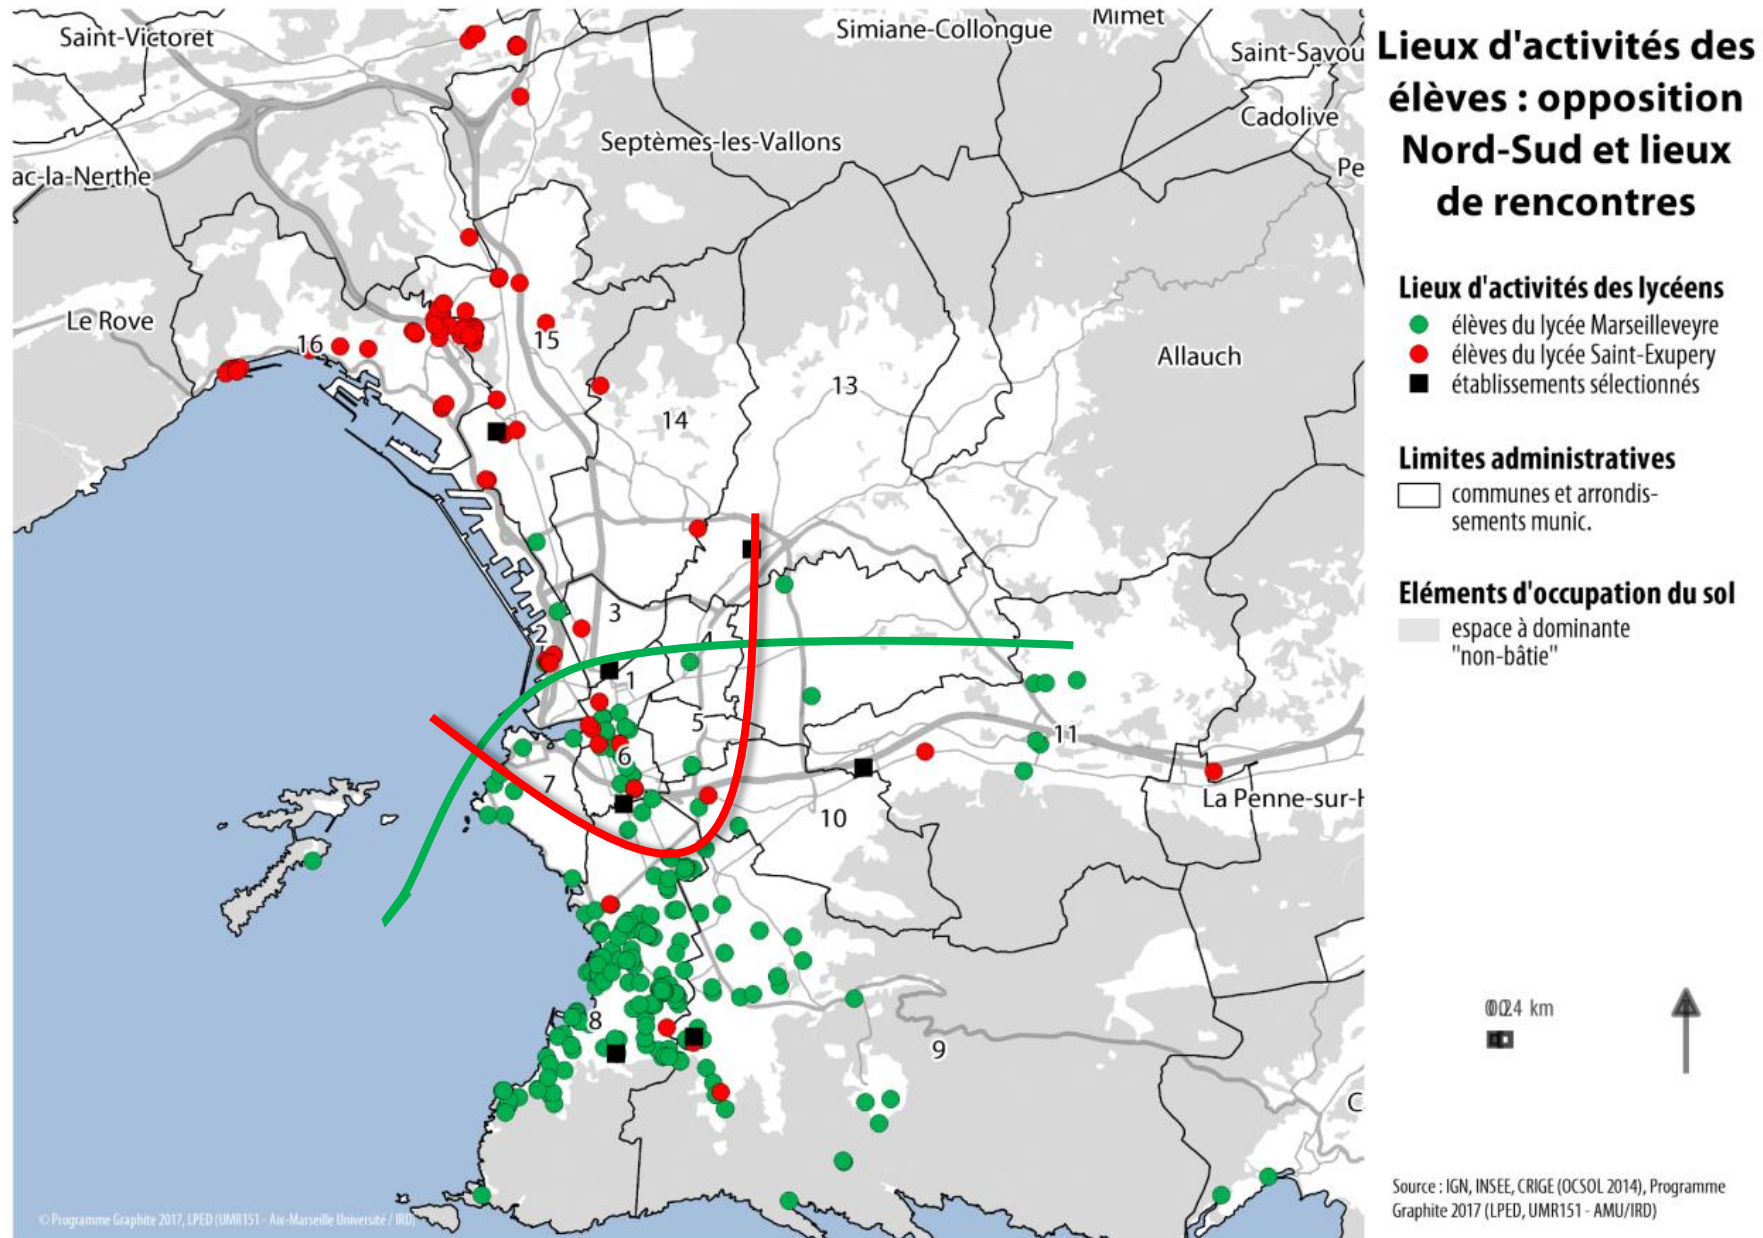 Saint-Victoret
Simiane-Collongue
Mimet
Saint-Savou
Cadolive
Septèmes-les-Vallons
Pe
ac-la-Nerthe
Le Rove
16
15
Allauch
13
14
3
2
4
1
5
6
7
11
La Penne-sur-H
10
8
9
C
© Programme Graphite 2017, LPED (UMR151 - Aix-Marseille Université / IRD)
Lieux d'activités des
élèves : opposition
Nord-Sud et lieux
de rencontres
Lieux d'activités des lycéens
élèves du lycée Marseilleveyre
élèves du lycée Saint-Exupery
établissements sélectionnés
Limites administratives
communes et arrondis-
sements munic.
Eléments d'occupation du sol
espace à dominante
"non-bâtie"
km
Source : IGN, INSEE, CRIGE (OCSOL 2014), Programme
Graphite 2017 (LPED, UMR151 - AMU/IRD)